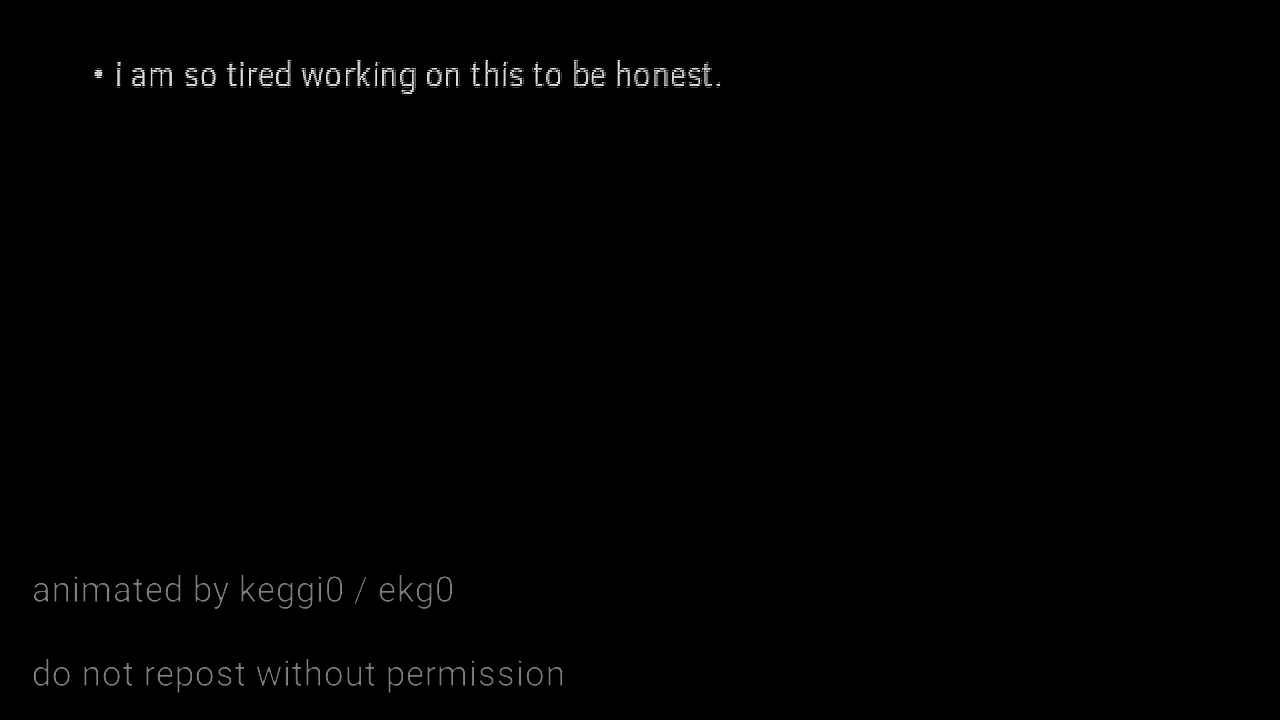 • i am so tired working on this to be honest.
animated by keggi0 / ekg0
do not repost without permission